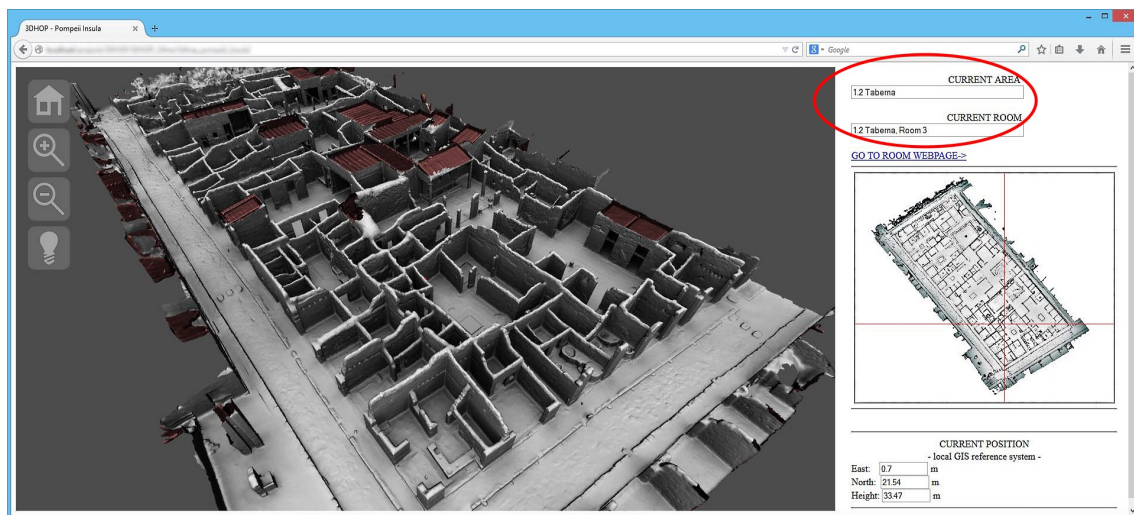 3DHOP - Pompeii Insula
Google
CURRENT AREA
1.2 Taberna
CURRENT ROOM
1.2 Taberna, Room 3
GO TO ROOM WEBPAGE->
CURRENT POSITION
- local GIS reference system -
East: 0.7 m
North: 21.54 m
Height: 33.47 m